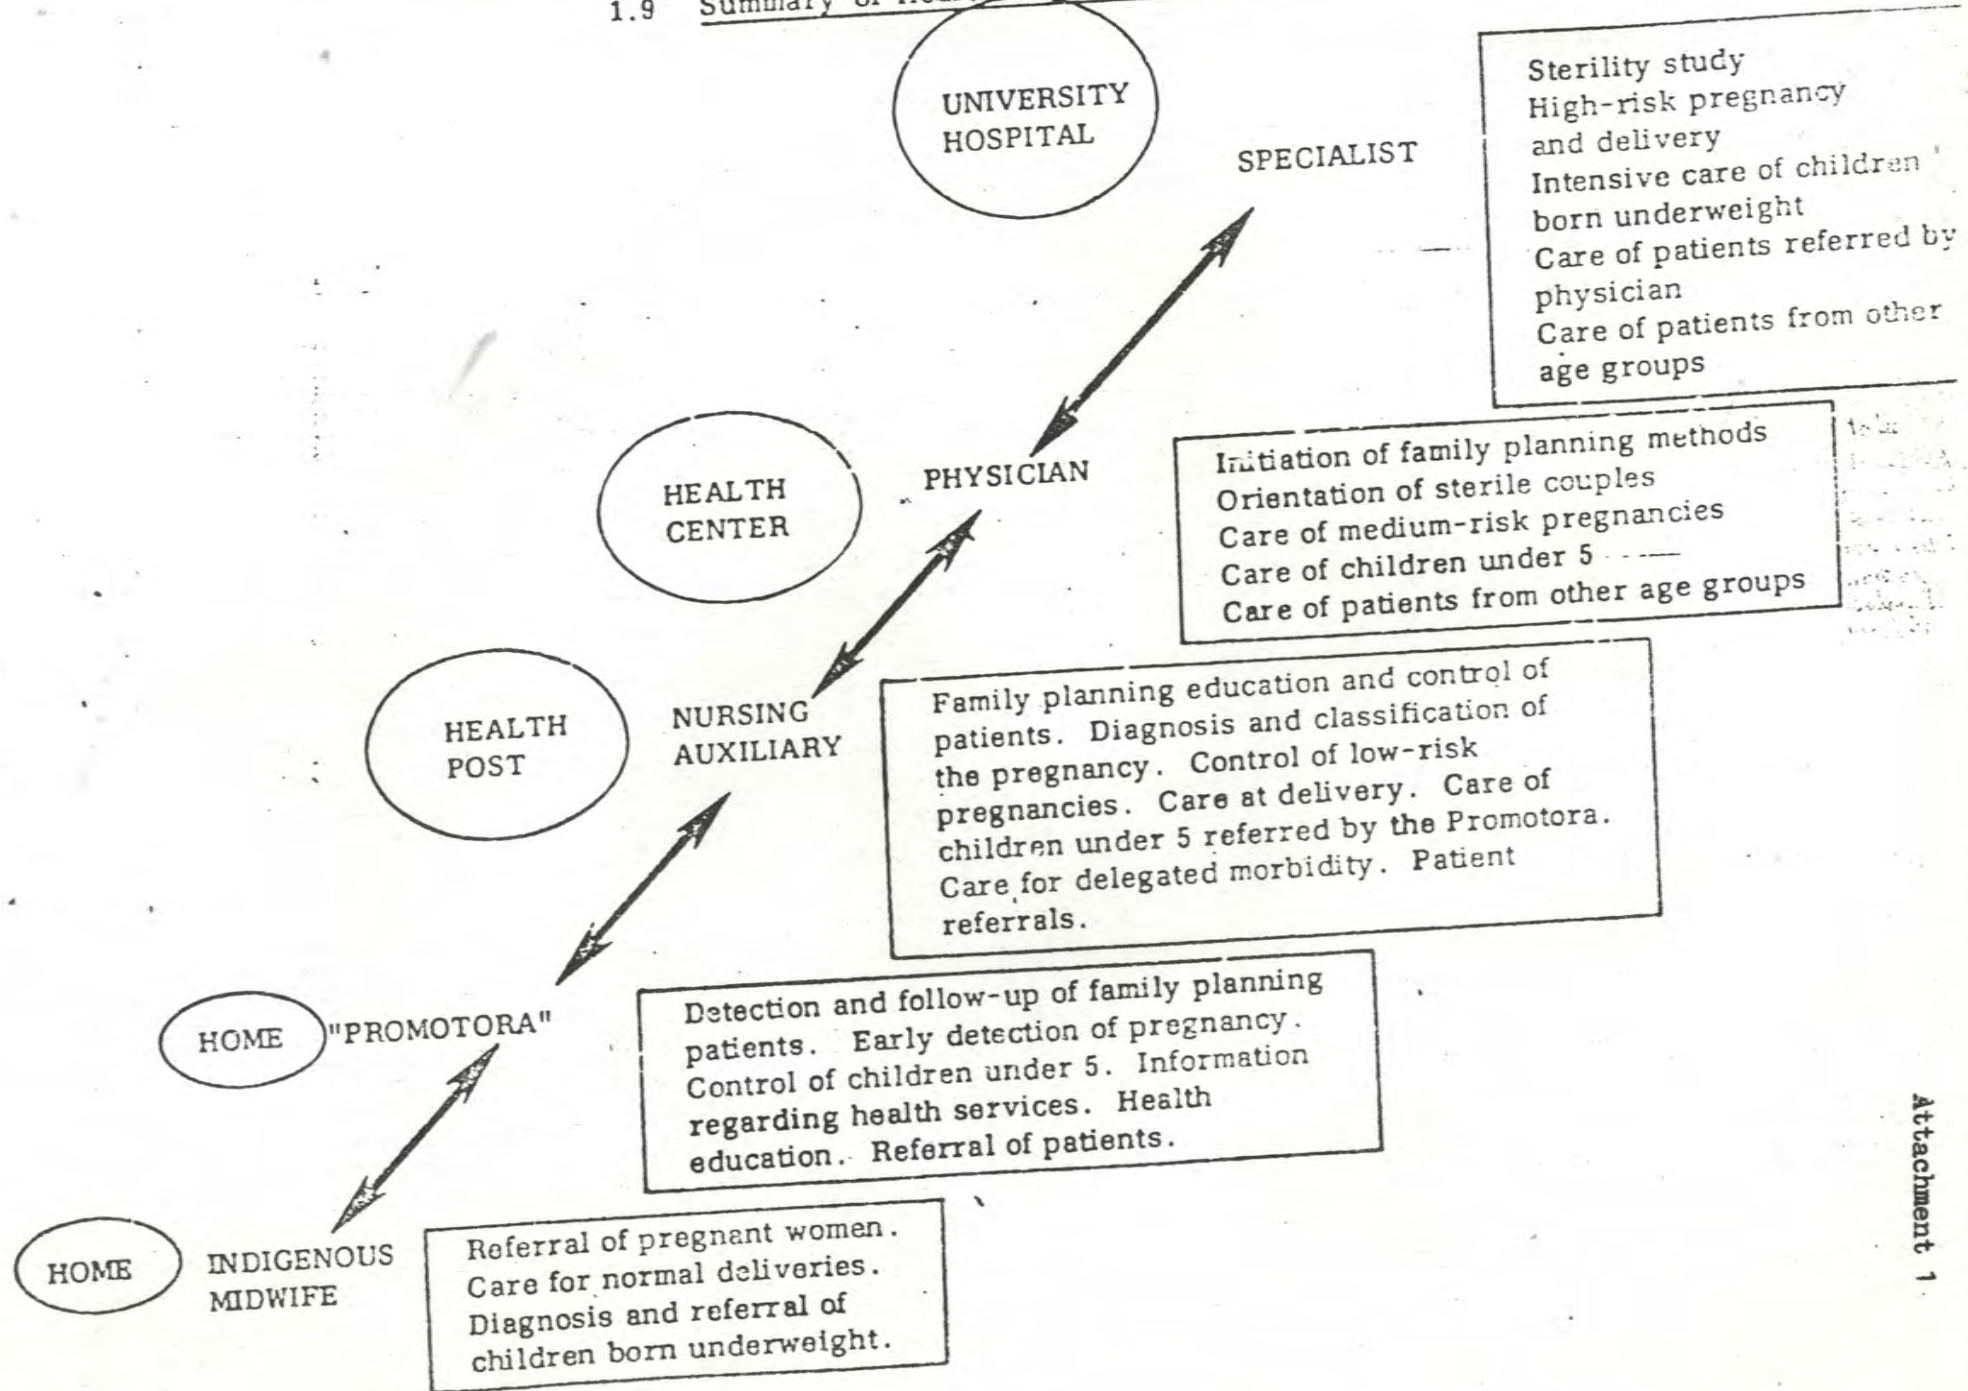 1.9 Summary of
UNIVERSITY
HOSPITAL
SPECIALIST
Sterility study
High-risk pregnancy
and delivery
Intensive care of children
born underweight
Care of patients referred by
physician
Care of patients from other
age groups
HEALTH
CENTER
PHYSICIAN
Initiation of family planning methods
Orientation of sterile couples
Care of medium-risk pregnancies
Care of children under 5
Care of patients from other age groups
HEALTH
POST
NURSING
AUXILIARY
Family planning education and control of
patients. Diagnosis and classification of
the pregnancy. Control of low-risk
pregnancies. Care at delivery. Care of
children under 5 referred by the Promotora.
Care for delegated morbidity. Patient
referrals.
HOME
"PROMOTORA"
Detection and follow-up of family planning
patients. Early detection of pregnancy.
Control of children under 5. Information
regarding health services. Health
education. Referral of patients.
HOME
INDIGENOUS
MIDWIFE
Referral of pregnant women.
Care for normal deliveries.
Diagnosis and referral of
children born underweight.
Attachment 1